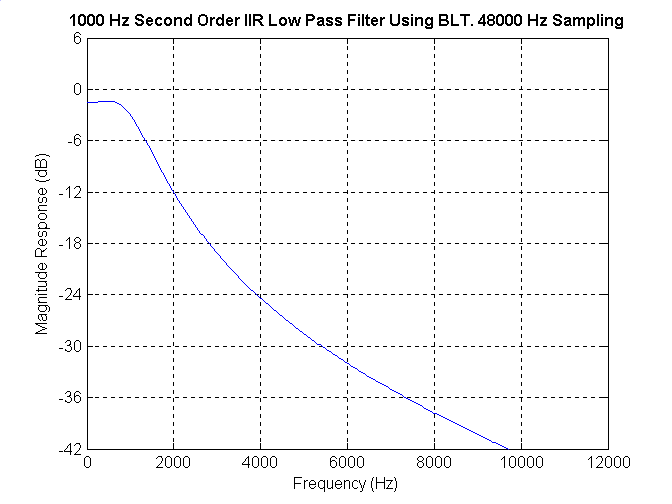 1000 Hz Second Order IIR Low Pass Filter Using BLT. 48000 Hz Sampling
6
0
-6
-12
-18
-24
-30
-36
-42
Magnitude Response (dB)
0 2000 4000 6000 8000 10000 12000
Frequency (Hz)